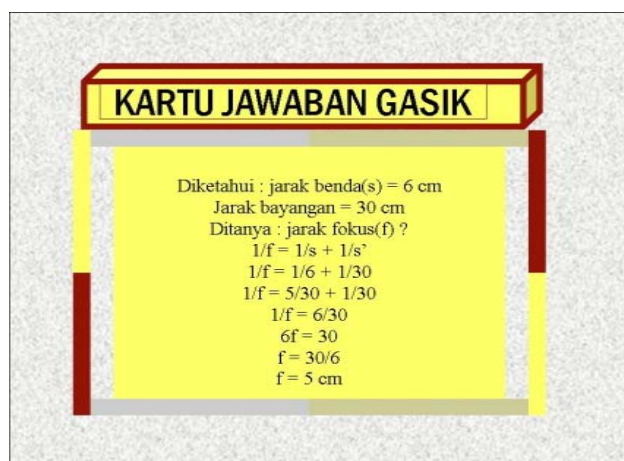 KARTU JAWABAN GASIK
Diketahui : jarak benda(s) = 6 cm
Jarak bayangan = 30 cm
Ditanya : jarak fokus(f) ?
1/f = 1/s + 1/s’
1/f = 1/6 + 1/30
1/f = 5/30 + 1/30
1/f = 6/30
6f = 30
f = 30/6
f = 5 cm